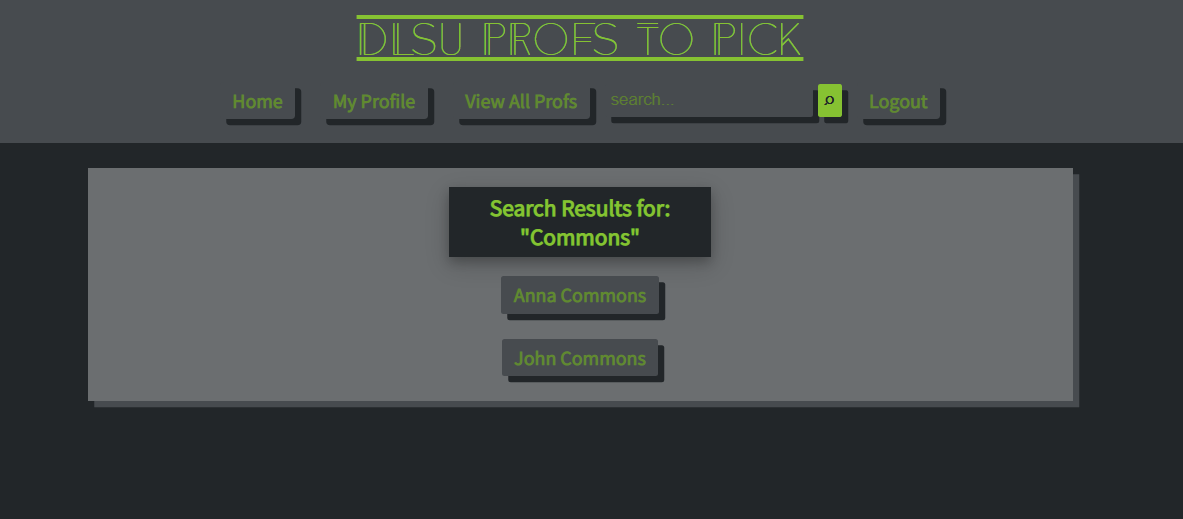 DLSU PROFS TO PICK
Home My Profile View All Profs search... Logout
Search Results for:
"Commons"
Anna Commons
John Commons